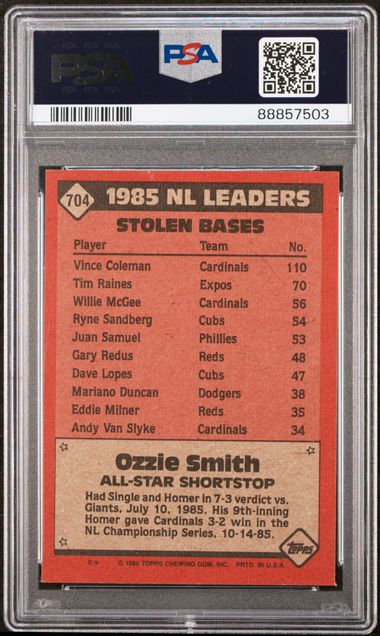 PSA
PSA
88857503
704 1985 NL LEADERS
STOLEN BASES
Player Team No.
Vince Coleman Cardinals 110
Tim Raines Expos 70
Willie McGee Cardinals 56
Ryne Sandberg Cubs 54
Juan Samuel Phillies 53
Gary Redus Reds 48
Dave Lopes Cubs 47
Mariano Duncan Dodgers 38
Eddie Milner Reds 35
Andy Van Slyke Cardinals 34
Ozzie Smith
ALL-STAR SHORTSTOP
Had Single and Homer in 7-3 verdict vs.
Giants, July 10, 1985. His 9th-inning
Homer gave Cardinals 3-2 win in the
NL Championship Series. 10-14-85.
topps
E* © 1986 TOPPS CHEWING GUM, INC. PRTD. IN U.S.A.